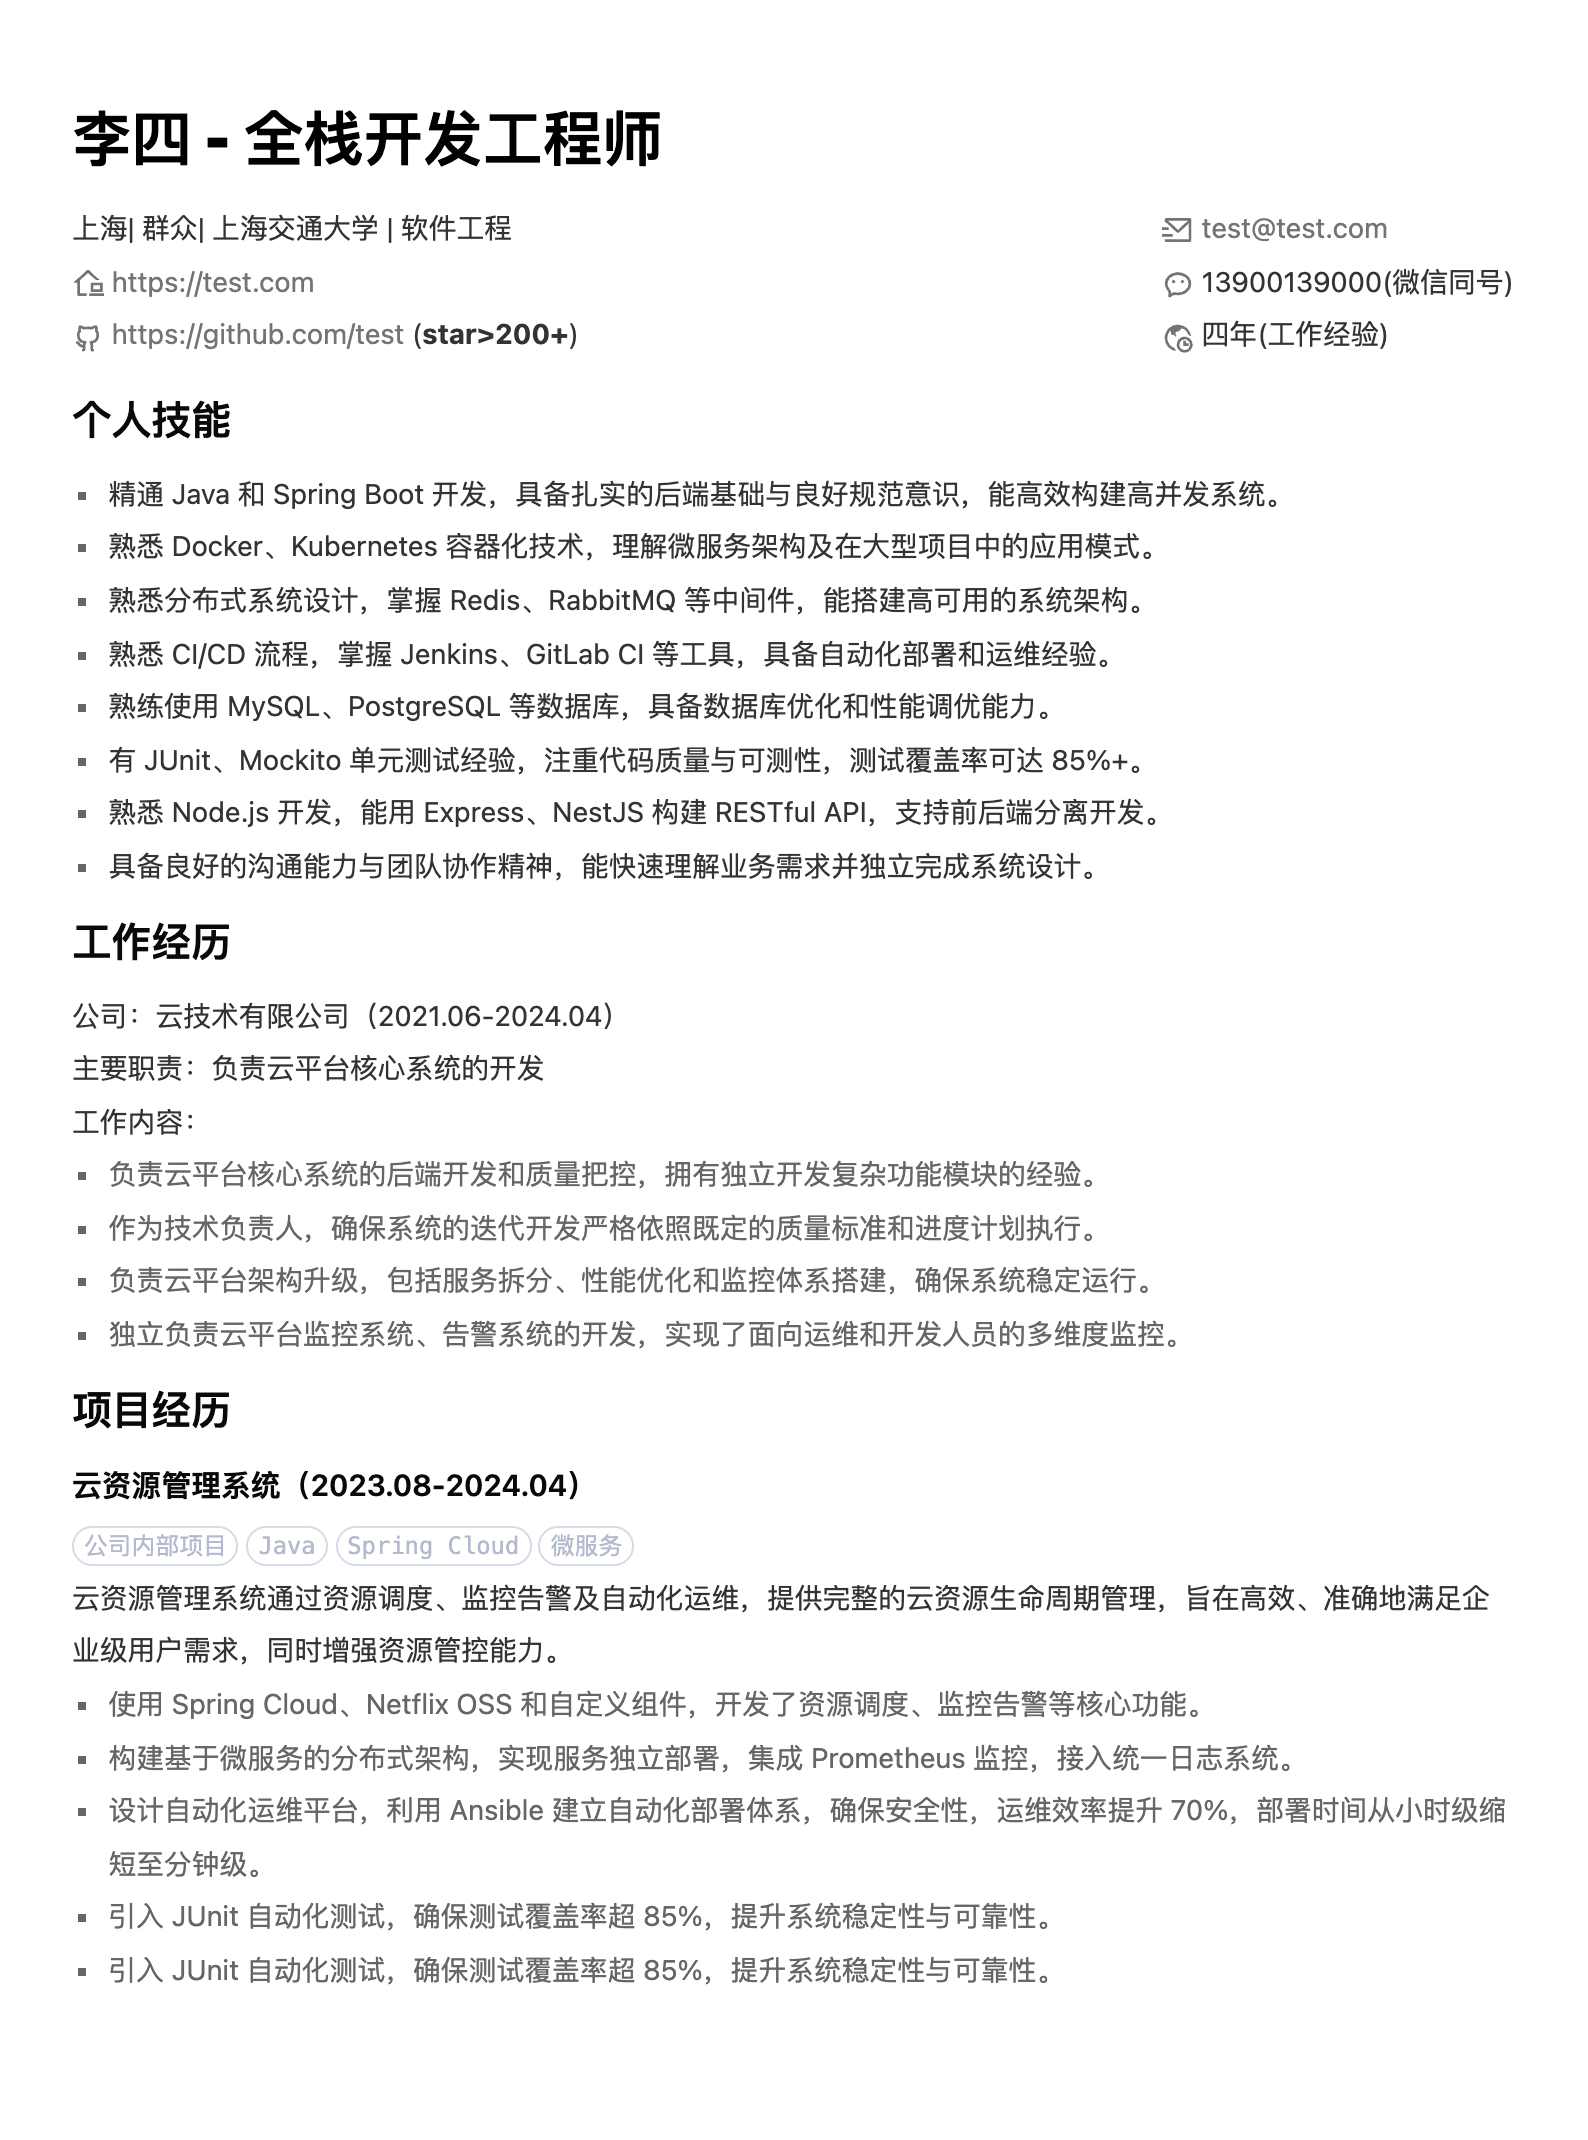 李四 - 全栈开发工程师
上海| 群众| 上海交通大学 | 软件工程
test@test.com
https://test.com
13900139000(微信同号)
https://github.com/test (star>200+)
四年(工作经验)
个人技能
▪ 精通 Java 和 Spring Boot 开发，具备扎实的后端基础与良好规范意识，能高效构建高并发系统。
▪ 熟悉 Docker、Kubernetes 容器化技术，理解微服务架构及在大型项目中的应用模式。
▪ 熟悉分布式系统设计，掌握 Redis、RabbitMQ 等中间件，能搭建高可用的系统架构。
▪ 熟悉 CI/CD 流程，掌握 Jenkins、GitLab CI 等工具，具备自动化部署和运维经验。
▪ 熟练使用 MySQL、PostgreSQL 等数据库，具备数据库优化和性能调优能力。
▪ 有 JUnit、Mockito 单元测试经验，注重代码质量与可测性，测试覆盖率可达 85%+。
▪ 熟悉 Node.js 开发，能用 Express、NestJS 构建 RESTful API，支持前后端分离开发。
▪ 具备良好的沟通能力与团队协作精神，能快速理解业务需求并独立完成系统设计。
工作经历
公司：云技术有限公司（2021.06-2024.04）
主要职责：负责云平台核心系统的开发
工作内容：
▪ 负责云平台核心系统的后端开发和质量把控，拥有独立开发复杂功能模块的经验。
▪ 作为技术负责人，确保系统的迭代开发严格依照既定的质量标准和进度计划执行。
▪ 负责云平台架构升级，包括服务拆分、性能优化和监控体系搭建，确保系统稳定运行。
▪ 独立负责云平台监控系统、告警系统的开发，实现了面向运维和开发人员的多维度监控。
项目经历
云资源管理系统（2023.08-2024.04）
公司内部项目 Java Spring Cloud 微服务
云资源管理系统通过资源调度、监控告警及自动化运维，提供完整的云资源生命周期管理，旨在高效、准确地满足企
业级用户需求，同时增强资源管控能力。
▪ 使用 Spring Cloud、Netflix OSS 和自定义组件，开发了资源调度、监控告警等核心功能。
▪ 构建基于微服务的分布式架构，实现服务独立部署，集成 Prometheus 监控，接入统一日志系统。
▪ 设计自动化运维平台，利用 Ansible 建立自动化部署体系，确保安全性，运维效率提升 70%，部署时间从小时级缩
短至分钟级。
▪ 引入 JUnit 自动化测试，确保测试覆盖率超 85%，提升系统稳定性与可靠性。
▪ 引入 JUnit 自动化测试，确保测试覆盖率超 85%，提升系统稳定性与可靠性。